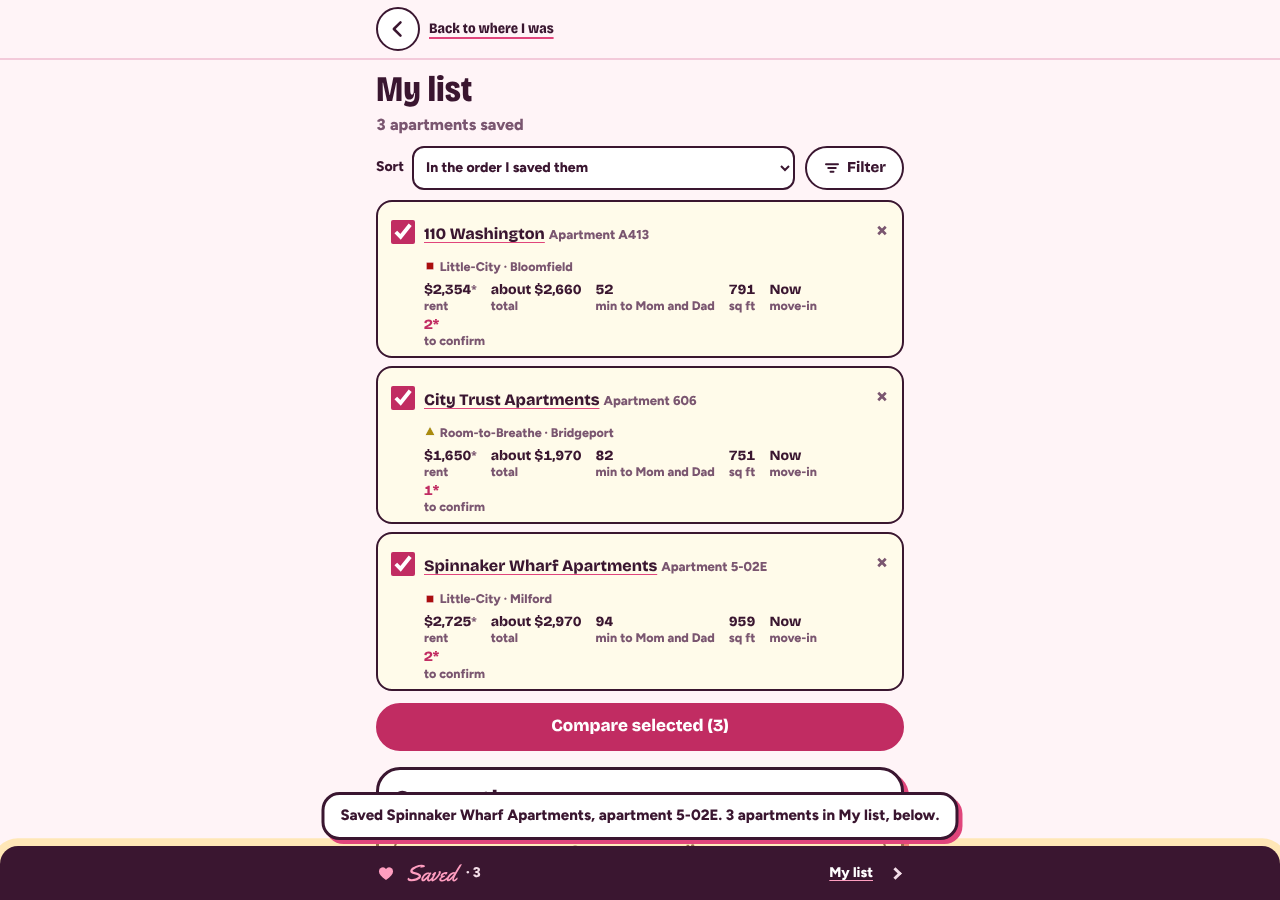 Back to where I was
My list
3 apartments saved
Sort
In the order I saved them
Filter
110 Washington Apartment A413
Little-City · Bloomfield
$2,354* about $2,660 52 791 Now
rent total min to Mom and Dad sq ft move-in
2*
to confirm
City Trust Apartments Apartment 606
Room-to-Breathe · Bridgeport
$1,650* about $1,970 82 751 Now
rent total min to Mom and Dad sq ft move-in
1*
to confirm
Spinnaker Wharf Apartments Apartment 5-02E
Little-City · Milford
$2,725* about $2,970 94 959 Now
rent total min to Mom and Dad sq ft move-in
2*
to confirm
Compare selected (3)
Saved Spinnaker Wharf Apartments, apartment 5-02E. 3 apartments in My list, below.
Saved · 3
My list